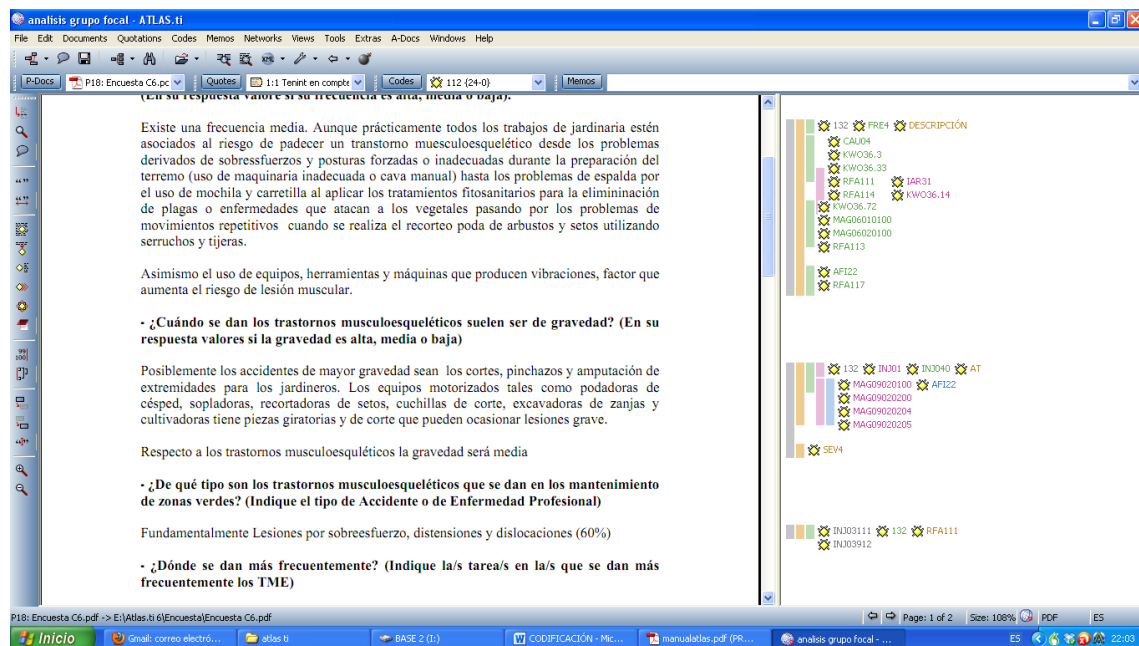 analisis grupo focal - ATLAS.ti
File Edit Documents Quotations Codes Memos Networks Views Tools Extras A-Docs Windows Help
P-Docs P18: Encuesta C6.pc Quotes 1:1 Tenint en compte Codes 112 {24-0} Memos
(En su respuesta valore si su frecuencia es alta, media o baja).
Existe una frecuencia media. Aunque prácticamente todos los trabajos de jardinaria estén
asociados al riesgo de padecer un transtorno muesculoesquelético desde los problemas
derivados de sobressfuerzos y posturas forzadas o inadecuadas durante la preparación del
terremo (uso de maquinaria inadecuada o cava manual) hasta los problemas de espalda por
el uso de mochila y carretilla al aplicar los tratamientos fitosanitarios para la elimininación
de plagas o enfermedades que atacan a los vegetales pasando por los problemas de
movimientos repetitivos cuando se realiza el recorteo poda de arbustos y setos utilizando
serruchos y tijeras.
Asimismo el uso de equipos, herramientas y máquinas que producen vibraciones, factor que
aumenta el riesgo de lesión muscular.
- ¿Cuándo se dan los trastornos musculoesqueléticos suelen ser de gravedad? (En su
respuesta valores si la gravedad es alta, media o baja)
Posiblemente los accidentes de mayor gravedad sean los cortes, pinchazos y amputación de
extremidades para los jardineros. Los equipos motorizados tales como podadoras de
césped, sopladoras, recortadoras de setos, cuchillas de corte, excavadoras de zanjas y
cultivadoras tiene piezas giratorias y de corte que pueden ocasionar lesiones grave.
Respecto a los trastornos musculoesquléticos la gravedad será media
- ¿De qué tipo son los trastornos musculoesqueléticos que se dan en los mantenimiento
de zonas verdes? (Indique el tipo de Accidente o de Enfermedad Profesional)
Fundamentalmente Lesiones por sobreesfuerzo, distensiones y dislocaciones (60%)
- ¿Dónde se dan más frecuentemente? (Indique la/s tarea/s en la/s que se dan más
frecuentemente los TME)
132 FRE4 DESCRIPCIÓN
CAU04
KWO36.3
KWO36.33
RFA111 IAR31
RFA114 KWO36.14
KWO36.72
MAG06010100
MAG06020100
RFA113
AFI22
RFA117
132 INJ01 INJ040 AT
MAG09020100 AFI22
MAG09020200
MAG09020204
MAG09020205
SEV4
INJ03111 132 RFA111
INJ03912
P18: Encuesta C6.pdf -> E:\Atlas.ti 6\Encuesta\Encuesta C6.pdf Page: 1 of 2 Size: 108% PDF ES
Inicio Gmail: correo electró... atlas ti BASE 2 (I:) CODIFICACIÓN - Mic... manualatlas.pdf (PR... analisis grupo focal - ... ES 22:03